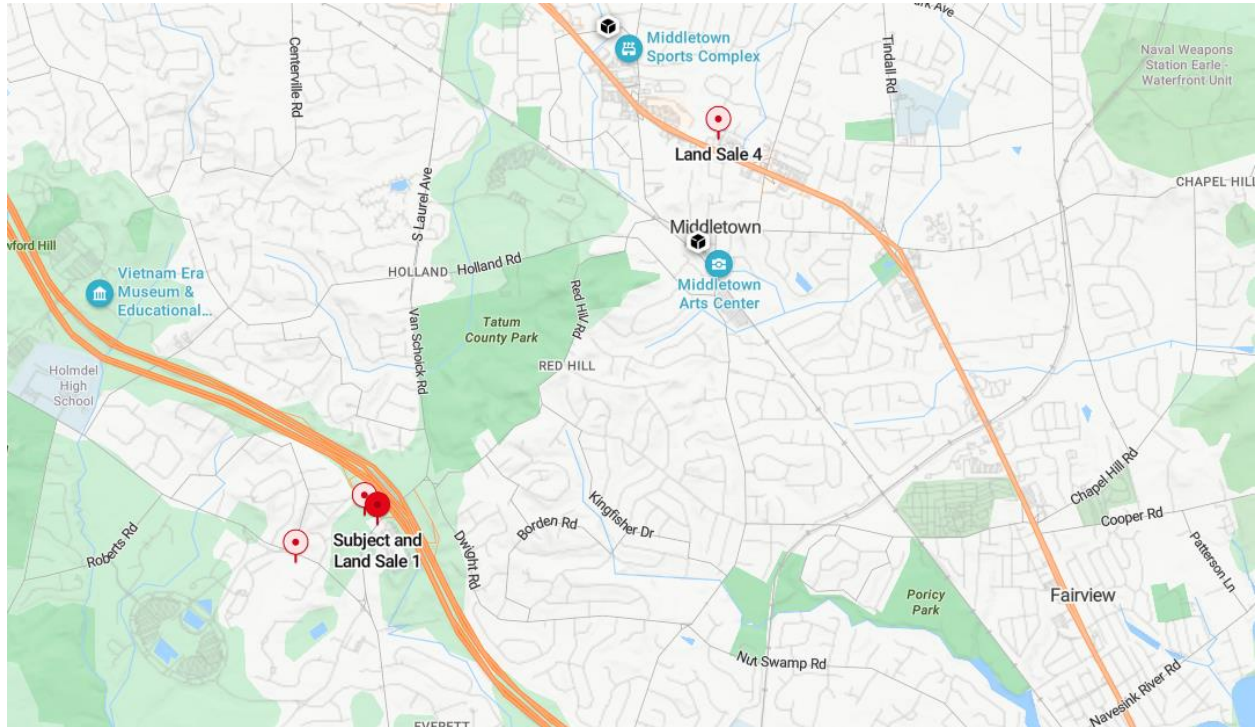 Park Ave
Centerville Rd
Middletown
Sports Complex
Tindall Rd
Naval Weapons
Station Earle -
Waterfront Unit
Land Sale 4
CHAPEL HILL
S Laurel Ave
Middletown
HOLLAND
Holland Rd
Vietnam Era
Museum &
Educational...
Middletown
Arts Center
Red Hill Rd
Van Schoick Rd
Tatum
County Park
RED HILL
Holmdel
High
School
Chapel Hill Rd
Kingfisher Dr
Borden Rd
Cooper Rd
Subject and
Land Sale 1
Dwight Rd
Roberts Rd
Patterson Ln
Poricy
Park
Fairview
Nut Swamp Rd
Navesink River Rd
EVERETT